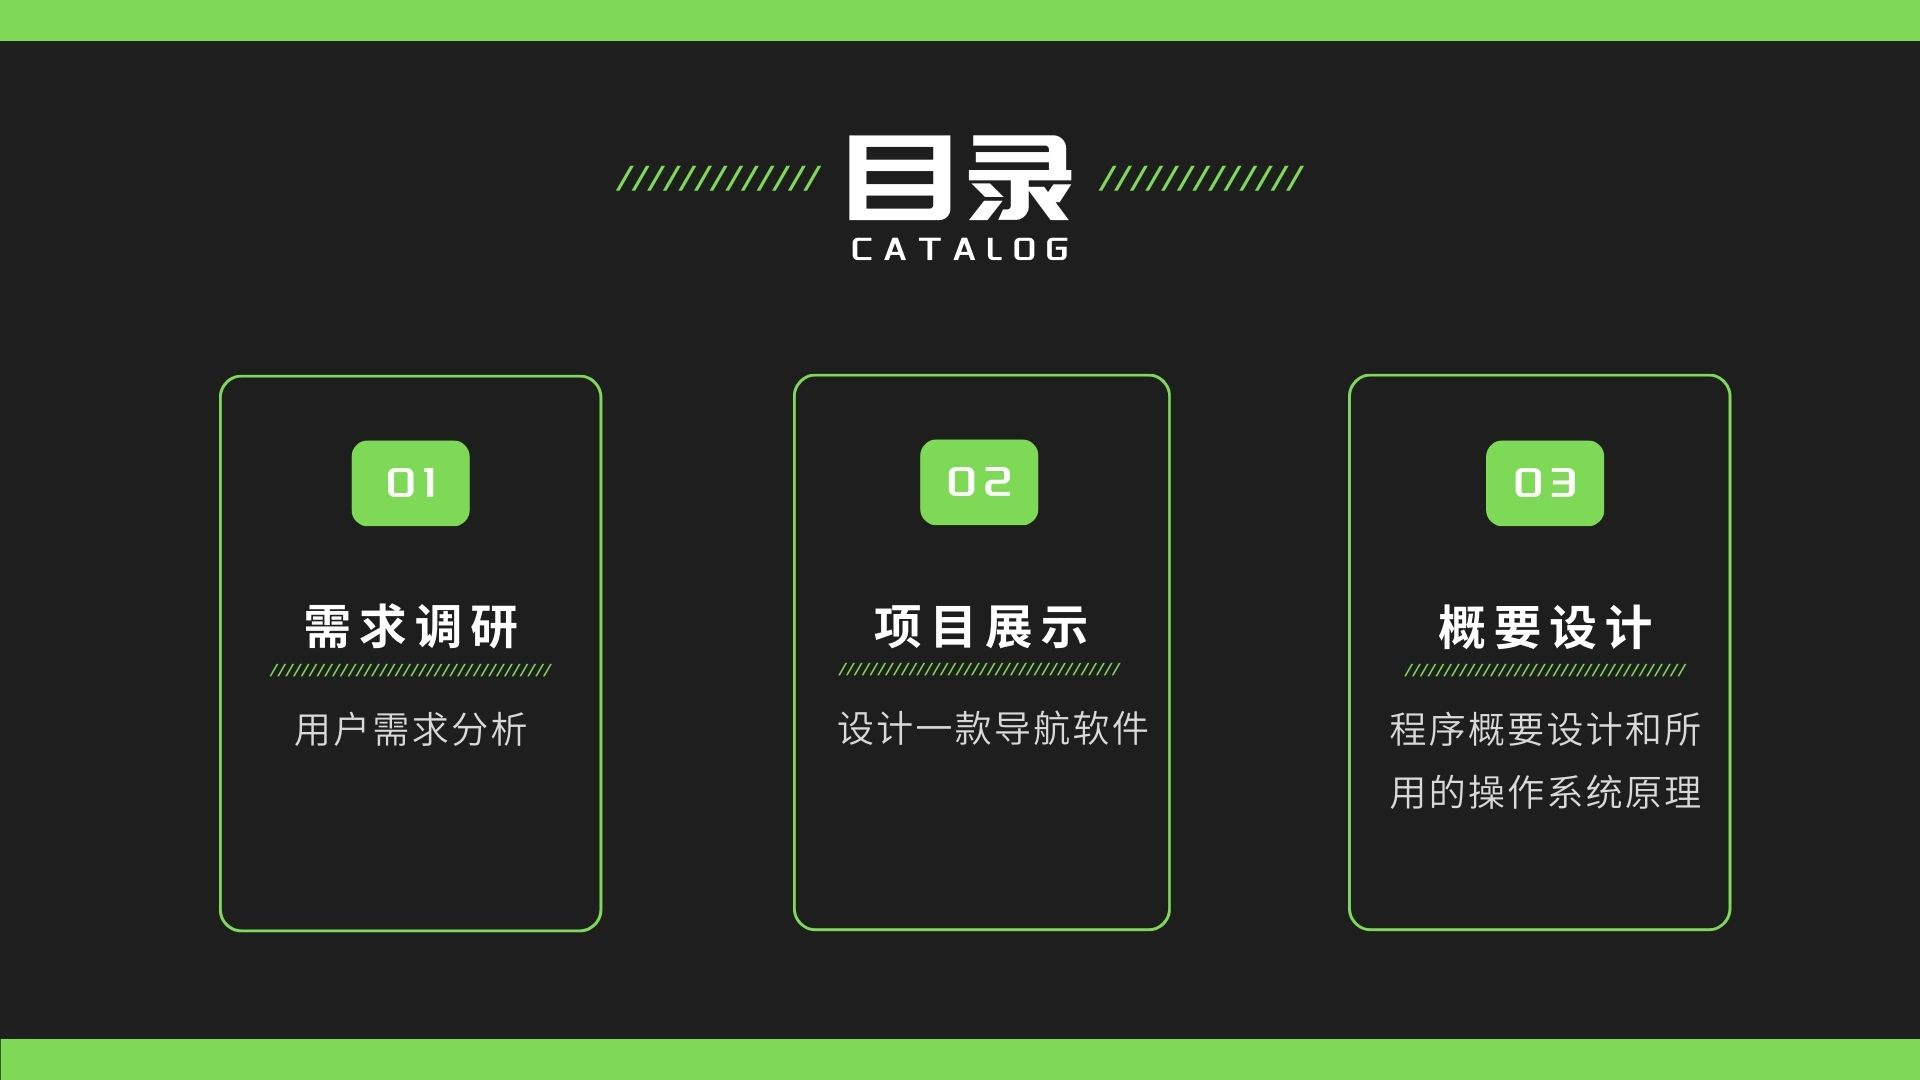 目录
CATALOG
01
需求调研
用户需求分析
02
项目展示
设计一款导航软件
03
概要设计
程序概要设计和所
用的操作系统原理